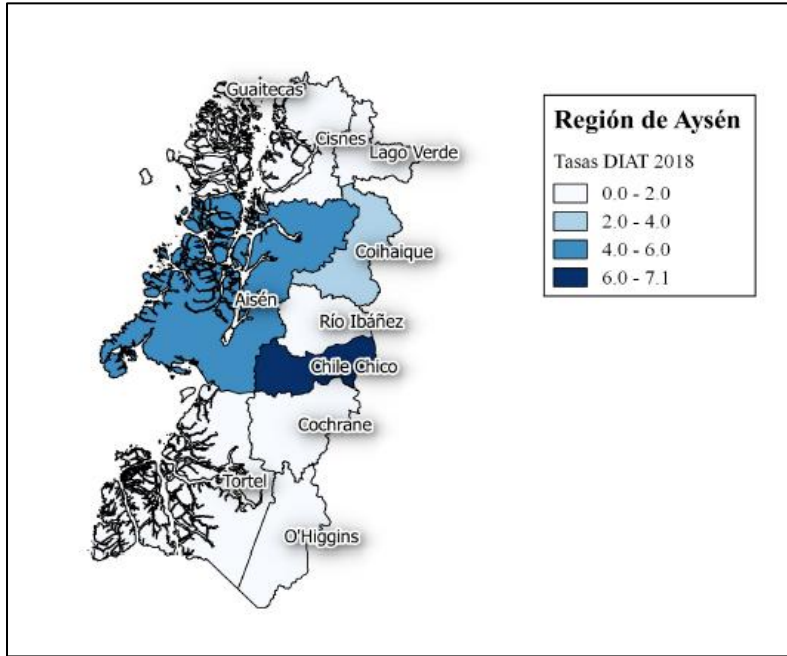 Guaitecas
Cisnes
Lago Verde
Coihaique
Aisén
Río Ibáñez
Chile Chico
Cochrane
Tortel
O'Higgins
Región de Aysén
Tasas DIAT 2018
0.0 - 2.0
2.0 - 4.0
4.0 - 6.0
6.0 - 7.1